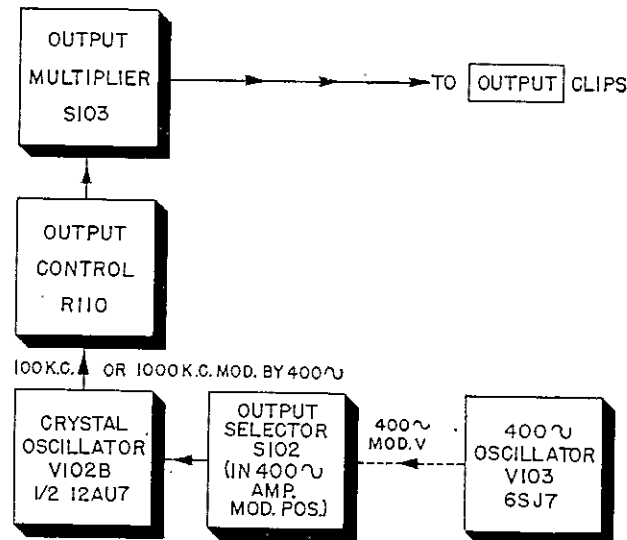 OUTPUT
MULTIPLIER
S103
TO OUTPUT CLIPS
OUTPUT
CONTROL
R110
100 K.C. OR 1000 K.C. MOD. BY 400∿
CRYSTAL
OSCILLATOR
V102B
1/2 12AU7
OUTPUT
SELECTOR
S102
(IN 400∿
AMP.
MOD. POS.)
400∿
MOD. V
400∿
OSCILLATOR
V103
6SJ7